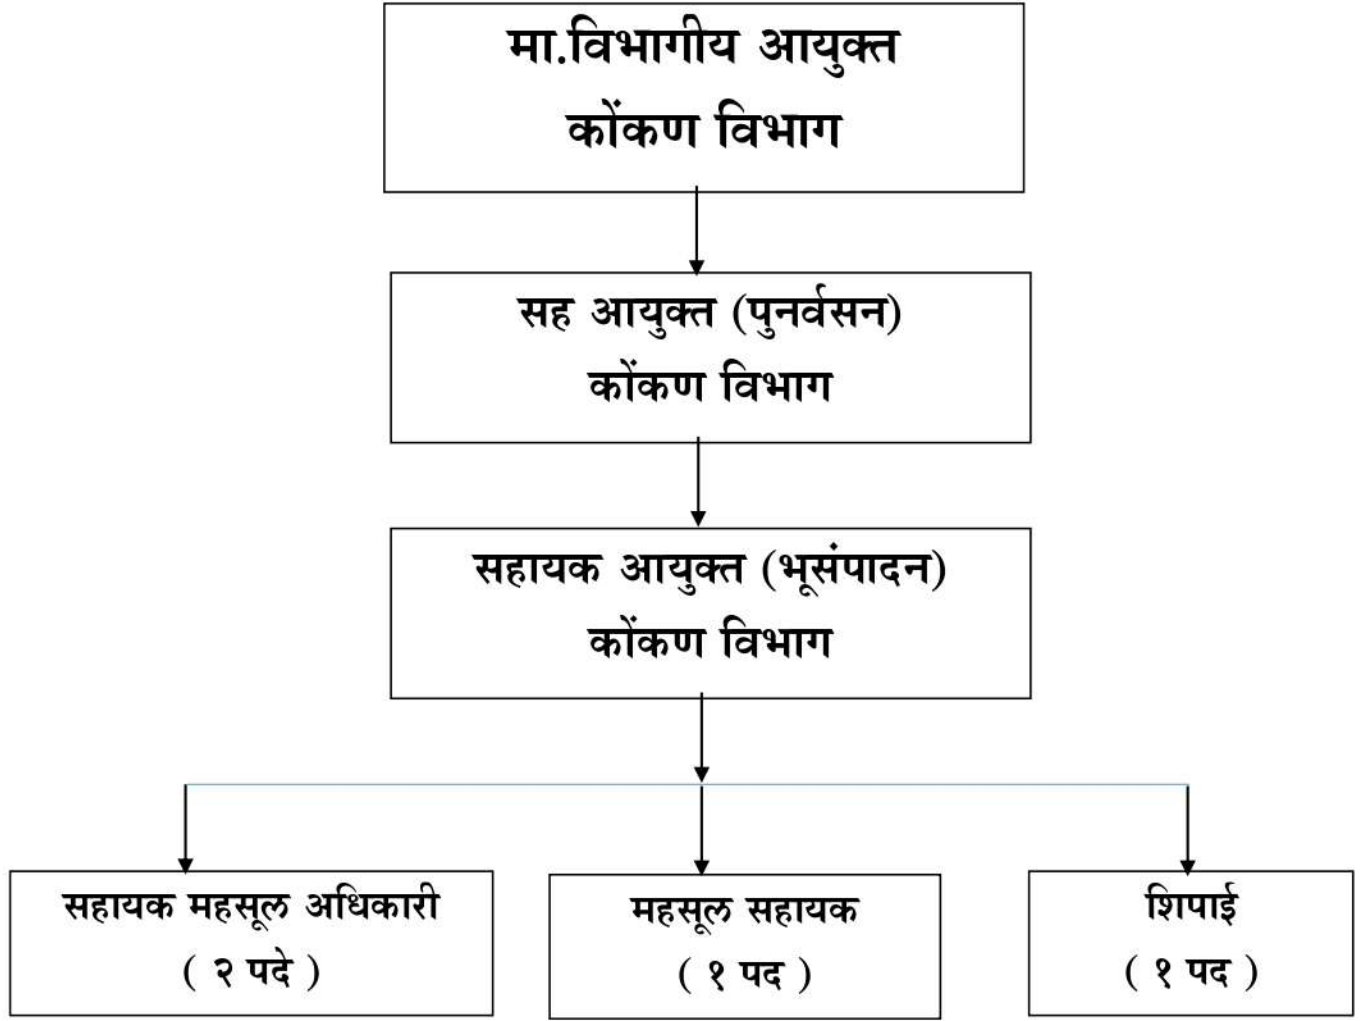 मा.विभागीय आयुक्त
कोंकण विभाग
सह आयुक्त (पुनर्वसन)
कोंकण विभाग
सहायक आयुक्त (भूसंपादन)
कोंकण विभाग
सहायक महसूल अधिकारी
( २ पदे )
महसूल सहायक
( १ पद )
शिपाई
( १ पद )